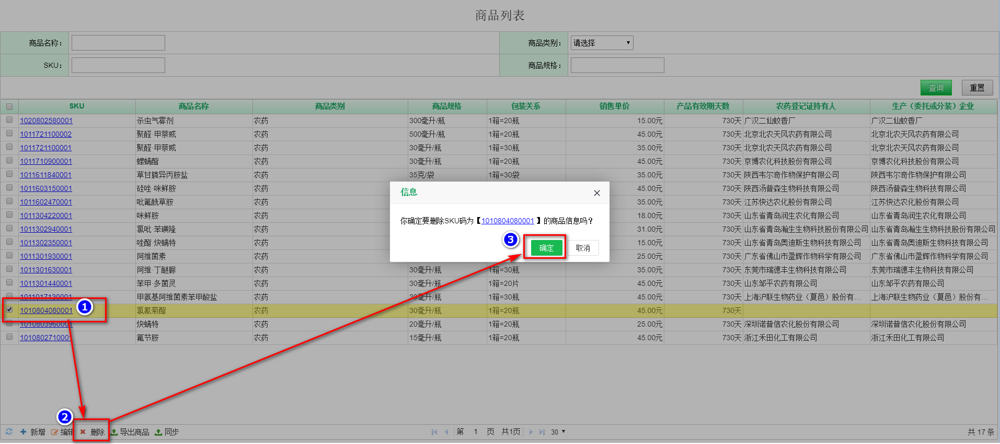 商品列表
商品名称： 商品类别： 请选择
SKU： 商品规格：
查询 重置
SKU 商品名称 商品类别 商品规格 包装关系 销售单价 产品有效期天数 农药登记证持有人 生产（委托或分装）企业
1020802580001 杀虫气雾剂 农药 300毫升/瓶 1箱=20瓶 15.00元 730天 广汉二仙蚊香厂 广汉二仙蚊香厂
1011721100002 聚醛·甲萘威 农药 500毫升/瓶 1箱=20瓶 45.00元 730天 北京北农天风农药有限公司 北京北农天风农药有限公司
1011721100001 聚醛·甲萘威 农药 30毫升/瓶 1箱=30瓶 35.00元 730天 北京北农天风农药有限公司 北京北农天风农药有限公司
1011710900001 螺螨酯 农药 30毫升/瓶 1箱=20瓶 45.00元 730天 京博农化科技股份有限公司 京博农化科技股份有限公司
1011611840001 草甘膦异丙胺盐 农药 35克/袋 1箱=30袋 35.00元 730天 陕西韦尔奇作物保护有限公司 陕西韦尔奇作物保护有限公司
1011603150001 硅唑·咪鲜胺 农药 45.00元 730天 陕西汤普森生物科技有限公司 陕西汤普森生物科技有限公司
1011602470001 吡氟酰草胺 农药 35.00元 730天 江苏快达农化股份有限公司 江苏快达农化股份有限公司
1011304220001 咪鲜胺 农药 18.00元 730天 山东省青岛润生农化有限公司 山东省青岛润生农化有限公司
1011302940001 氯吡·苯磺隆 农药 31.00元 730天 山东省青岛瀚生生物科技股份有限公司 山东省青岛瀚生生物科技股份有限公司
1011302350001 唑酯·炔螨特 农药 15.00元 730天 山东省青岛奥迪斯生物科技有限公司 山东省青岛奥迪斯生物科技有限公司
1011301930001 阿维菌素 农药 25.00元 730天 广东省佛山市盈辉作物科学有限公司 广东省佛山市盈辉作物科学有限公司
1011301630001 阿维·丁醚脲 农药 30毫升/瓶 1箱=30瓶 35.00元 730天 东莞市瑞德丰生物科技有限公司 东莞市瑞德丰生物科技有限公司
1011301440001 苯甲·多菌灵 农药 30毫升/瓶 1箱=20片 45.00元 730天 山东邹平农药有限公司 山东邹平农药有限公司
1011017130001 甲氨基阿维菌素苯甲酸盐 农药 30毫升/瓶 1箱=30瓶 45.00元 730天 上海沪联生物药业（夏邑）股份有... 上海沪联生物药业（夏邑）股份有...
1010804080001 氯氰菊酯 农药 30毫升/瓶 1箱=20瓶 45.00元 730天
1010803960001 炔螨特 农药 20毫升/瓶 1箱=20瓶 25.00元 730天 深圳诺普信农化股份有限公司 深圳诺普信农化股份有限公司
1010802710001 氟节胺 农药 15毫升/瓶 1箱=20瓶 45.00元 730天 浙江禾田化工有限公司 浙江禾田化工有限公司
信息
你确定要删除SKU码为【1010804080001 】的商品信息吗？
3 确定 取消
1
2
新增 编辑 删除 导出商品 同步 第 1 页 共1页 30 共 17 条